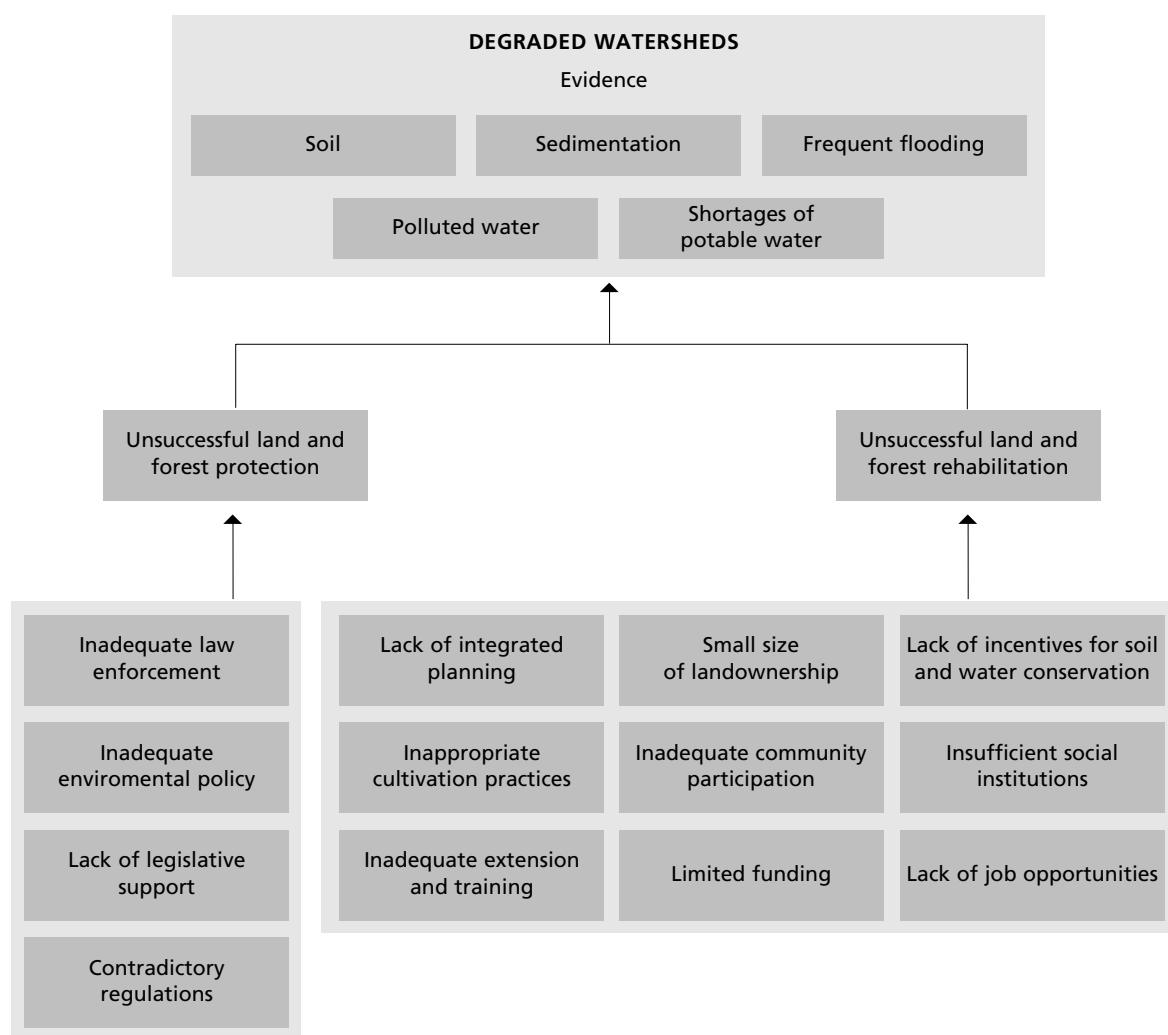 DEGRADED WATERSHEDS
Evidence
Soil
Sedimentation
Frequent flooding
Polluted water
Shortages of
potable water
Unsuccessful land and
forest protection
Unsuccessful land and
forest rehabilitation
Inadequate law
enforcement
Inadequate
enviromental policy
Lack of legislative
support
Contradictory
regulations
Lack of integrated
planning
Small size
of landownership
Lack of incentives for soil
and water conservation
Inappropriate
cultivation practices
Inadequate community
participation
Insufficient social
institutions
Inadequate extension
and training
Limited funding
Lack of job opportunities